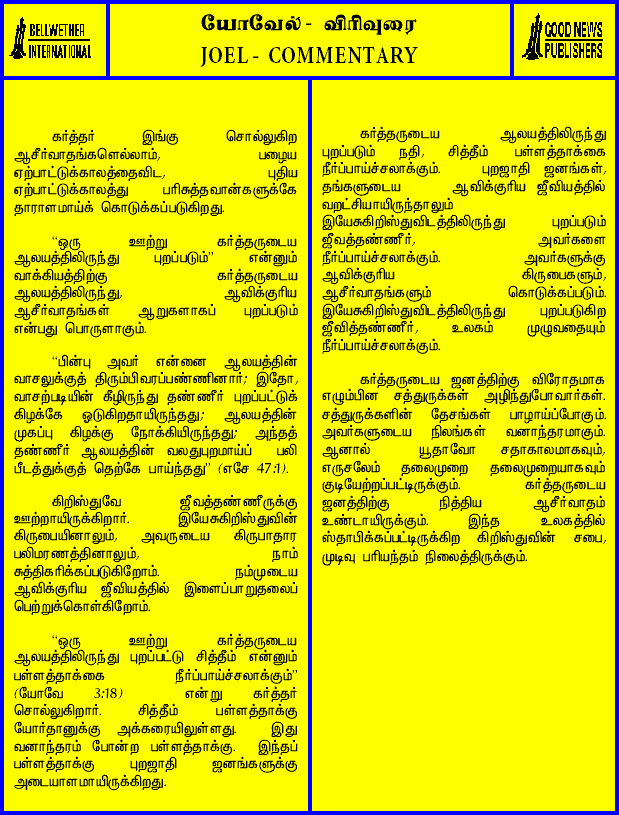 BELLWETHER
INTERNATIONAL
யோவேல் - விரிவுரை
JOEL - COMMENTARY
GOOD NEWS
PUBLISHERS
கர்த்தர் இங்கு சொல்லுகிற
ஆசீர்வாதங்களெல்லாம், பழைய
ஏற்பாட்டுக்காலத்தைவிட, புதிய
ஏற்பாட்டுக்காலத்து பரிசுத்தவான்களுக்கே
தாராளமாய்க் கொடுக்கப்படுகிறது.
“ஒரு ஊற்று கர்த்தருடைய
ஆலயத்திலிருந்து புறப்படும்” என்னும்
வாக்கியத்திற்கு கர்த்தருடைய
ஆலயத்திலிருந்து, ஆவிக்குரிய
ஆசீர்வாதங்கள் ஆறுகளாகப் புறப்படும்
என்பது பொருளாகும்.
“பின்பு அவர் என்னை ஆலயத்தின்
வாசலுக்குத் திரும்பிவரப்பண்ணினார்; இதோ,
வாசற்படியின் கீழிருந்து தண்ணீர் புறப்பட்டுக்
கிழக்கே ஓடுகிறதாயிருந்தது; ஆலயத்தின்
முகப்பு கிழக்கு நோக்கியிருந்தது; அந்தத்
தண்ணீர் ஆலயத்தின் வலதுபுறமாய்ப் பலி
பீடத்துக்குத் தெற்கே பாய்ந்தது” (எசே 47:1).
கிறிஸ்துவே ஜீவத்தண்ணீருக்கு
ஊற்றாயிருக்கிறார். இயேசுகிறிஸ்துவின்
கிருபையினாலும், அவருடைய கிருபாதார
பலிமரணத்தினாலும், நாம்
சுத்திகரிக்கப்படுகிறோம். நம்முடைய
ஆவிக்குரிய ஜீவியத்தில் இளைப்பாறுதலைப்
பெற்றுக்கொள்கிறோம்.
“ஒரு ஊற்று கர்த்தருடைய
ஆலயத்திலிருந்து புறப்பட்டு சித்தீம் என்னும்
பள்ளத்தாக்கை நீர்ப்பாய்ச்சலாக்கும்”
(யோவே 3:18) என்று கர்த்தர்
சொல்லுகிறார். சித்தீம் பள்ளத்தாக்கு
யோர்தானுக்கு அக்கரையிலுள்ளது. இது
வனாந்தரம் போன்ற பள்ளத்தாக்கு. இந்தப்
பள்ளத்தாக்கு புறஜாதி ஜனங்களுக்கு
அடையாளமாயிருக்கிறது.
கர்த்தருடைய ஆலயத்திலிருந்து
புறப்படும் நதி, சித்தீம் பள்ளத்தாக்கை
நீர்ப்பாய்ச்சலாக்கும். புறஜாதி ஜனங்கள்,
தங்களுடைய ஆவிக்குரிய ஜீவியத்தில்
வறட்சியாயிருந்தாலும்
இயேசுகிறிஸ்துவிடத்திலிருந்து புறப்படும்
ஜீவத்தண்ணீர், அவர்களை
நீர்ப்பாய்ச்சலாக்கும். அவர்களுக்கு
ஆவிக்குரிய கிருபைகளும்,
ஆசீர்வாதங்களும் கொடுக்கப்படும்.
இயேசுகிறிஸ்துவிடத்திலிருந்து புறப்படுகிற
ஜீவித்தண்ணீர், உலகம் முழுவதையும்
நீர்ப்பாய்ச்சலாக்கும்.
கர்த்தருடைய ஜனத்திற்கு விரோதமாக
எழும்பின சத்துருக்கள் அழிந்துபோவார்கள்.
சத்துருக்களின் தேசங்கள் பாழாய்ப்போகும்.
அவர்களுடைய நிலங்கள் வனாந்தரமாகும்.
ஆனால் யூதாவோ சதாகாலமாகவும்,
எருசலேம் தலைமுறை தலைமுறையாகவும்
குடியேற்றப்பட்டிருக்கும். கர்த்தருடைய
ஜனத்திற்கு நித்திய ஆசீர்வாதம்
உண்டாயிருக்கும். இந்த உலகத்தில்
ஸ்தாபிக்கப்பட்டிருக்கிற கிறிஸ்துவின் சபை,
முடிவு பரியந்தம் நிலைத்திருக்கும்.